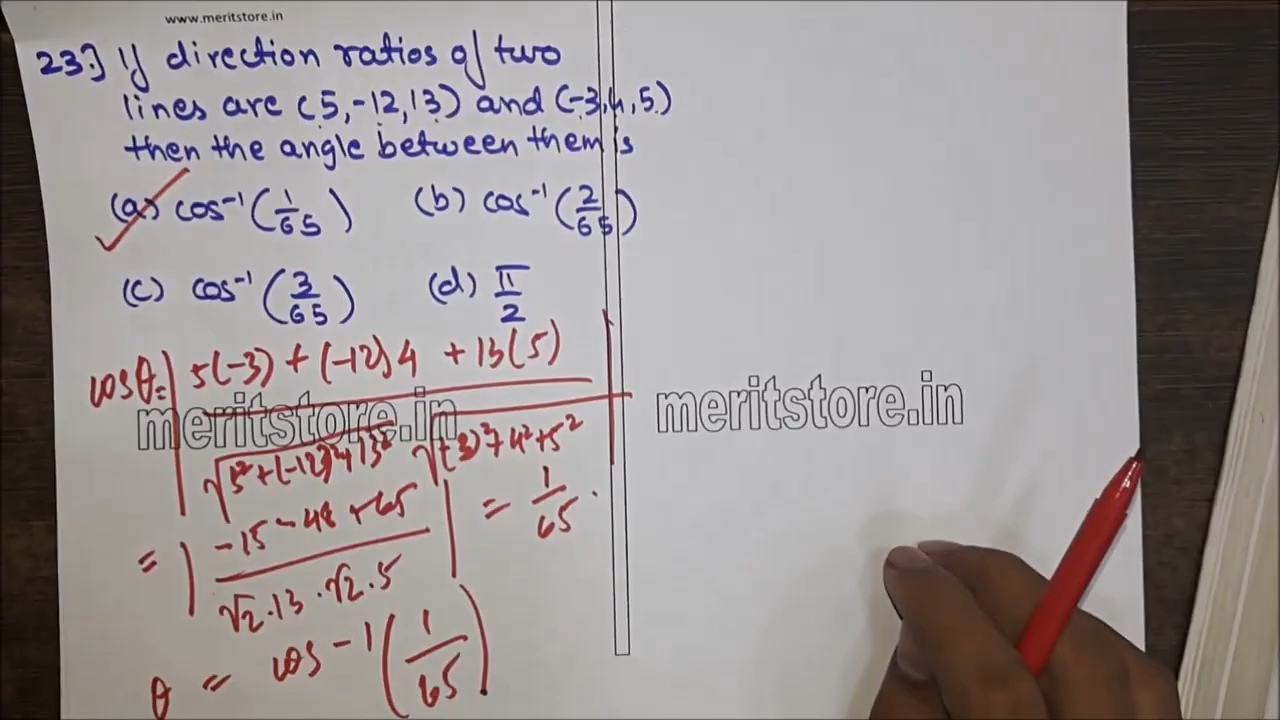 www.meritstore.in
23.) If direction ratios of two
lines are (5,-12,13) and (-3,4,5)
then the angle between them is
(a) cos⁻¹(1/65) (b) cos⁻¹(2/65)
(c) cos⁻¹(3/65) (d) π/2
cosθ = | 5(-3) + (-12)4 + 13(5) / √5²+(-12)²+13² √(-3)²+4²+5² |
meritstore.in meritstore.in
= | -15-48+65 / √2·13·√2·5 | = 1/65.
θ = cos⁻¹(1/65)